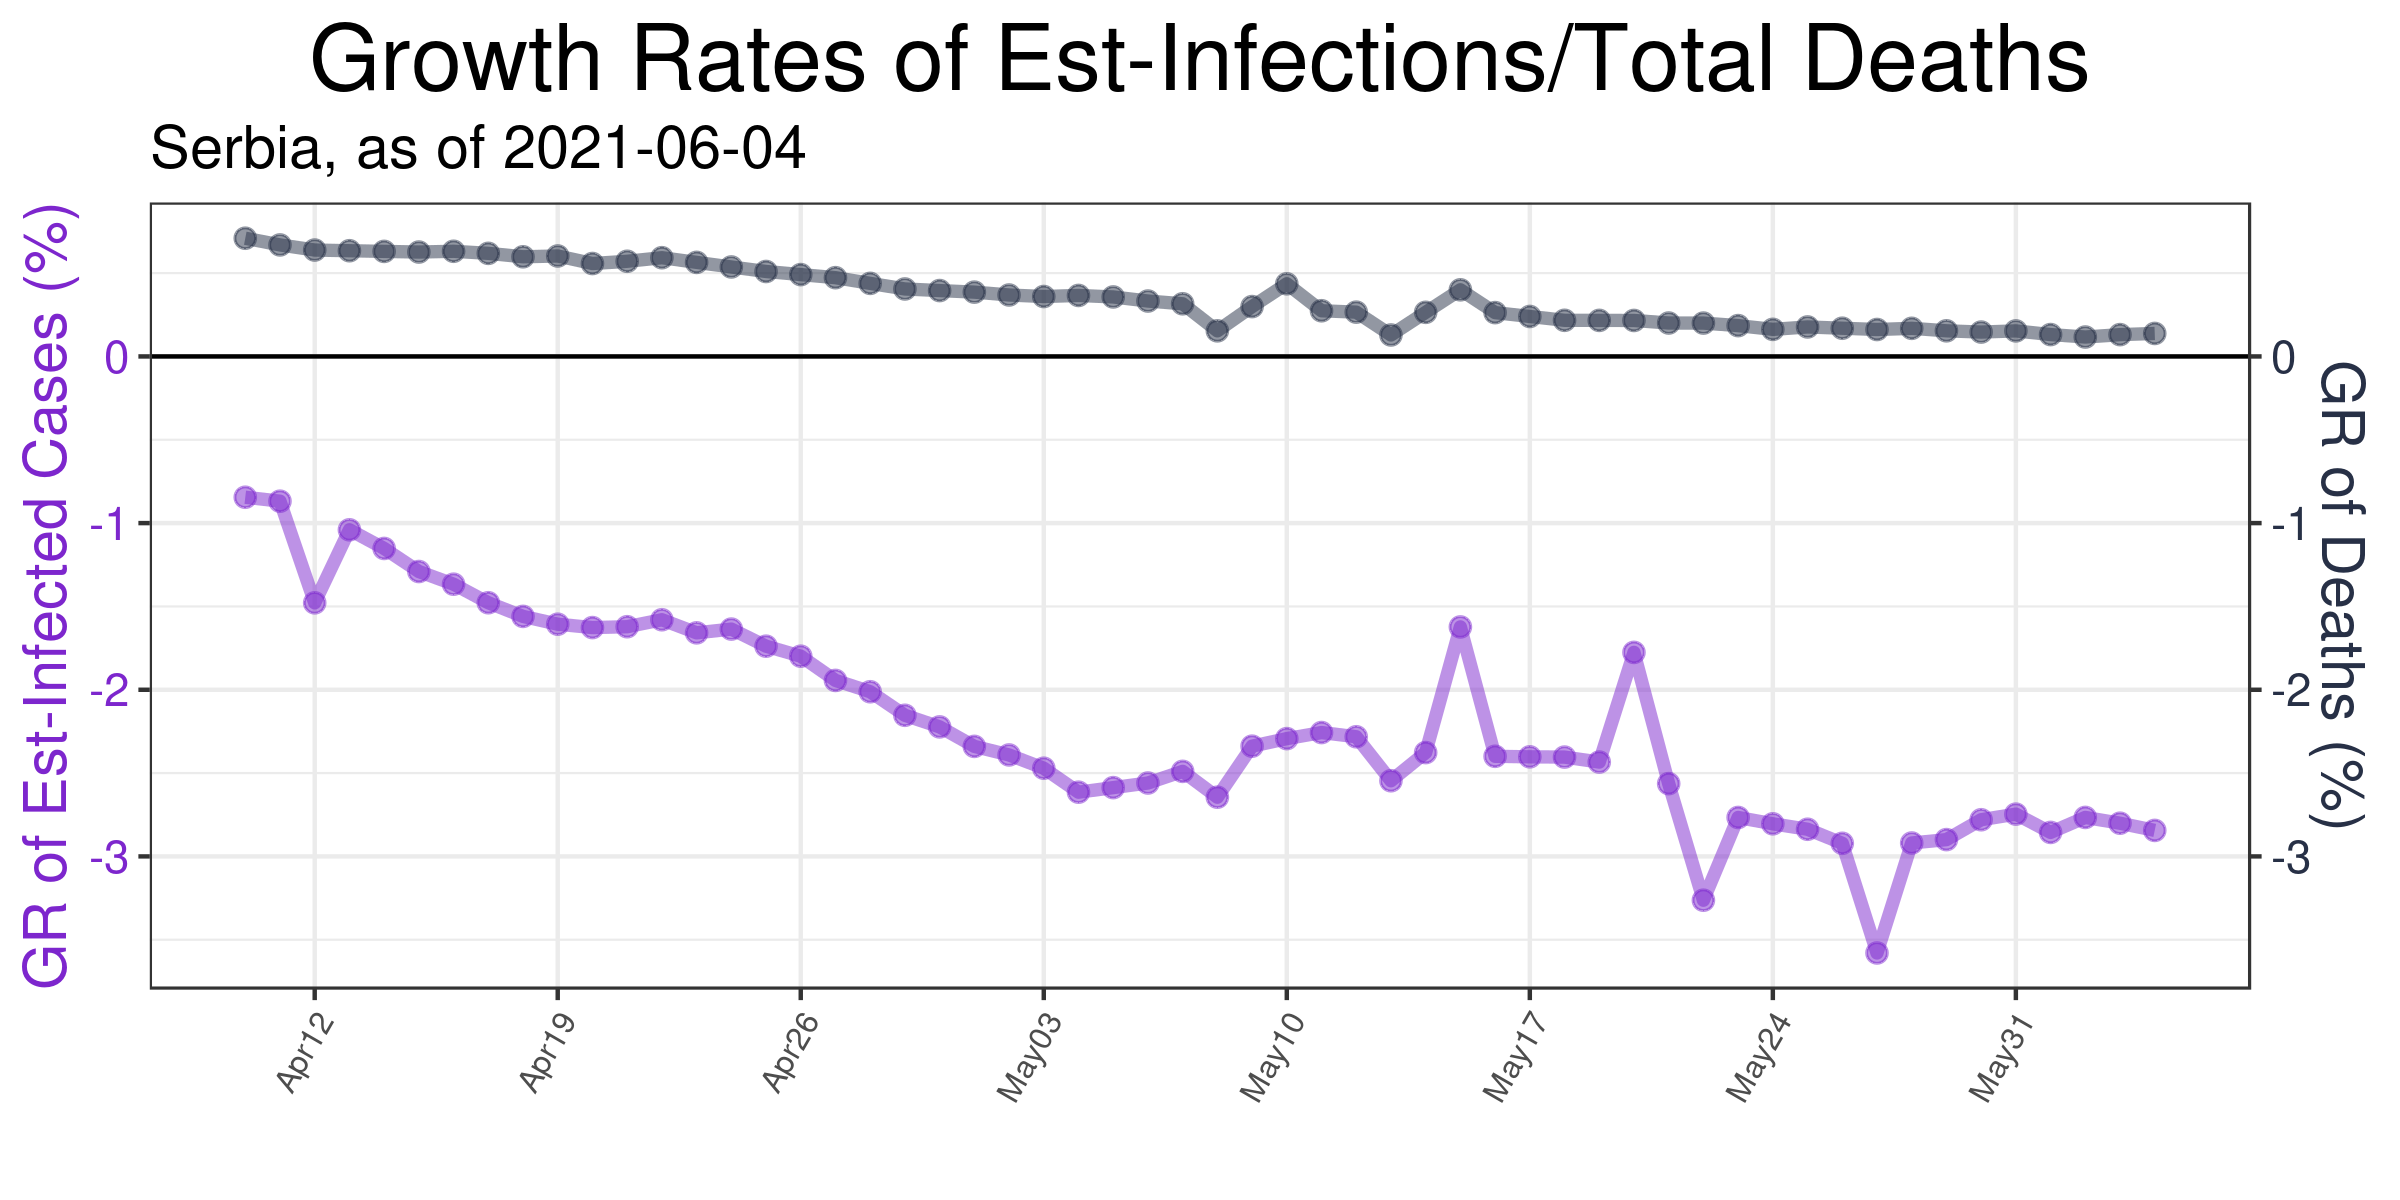 Growth Rates of Est-Infections/Total Deaths
Serbia, as of 2021-06-04
GR of Est-Infected Cases (%)
0
-1
-2
-3
0
-1
-2
-3
GR of Deaths (%)
Apr12
Apr19
Apr26
May03
May10
May17
May24
May31